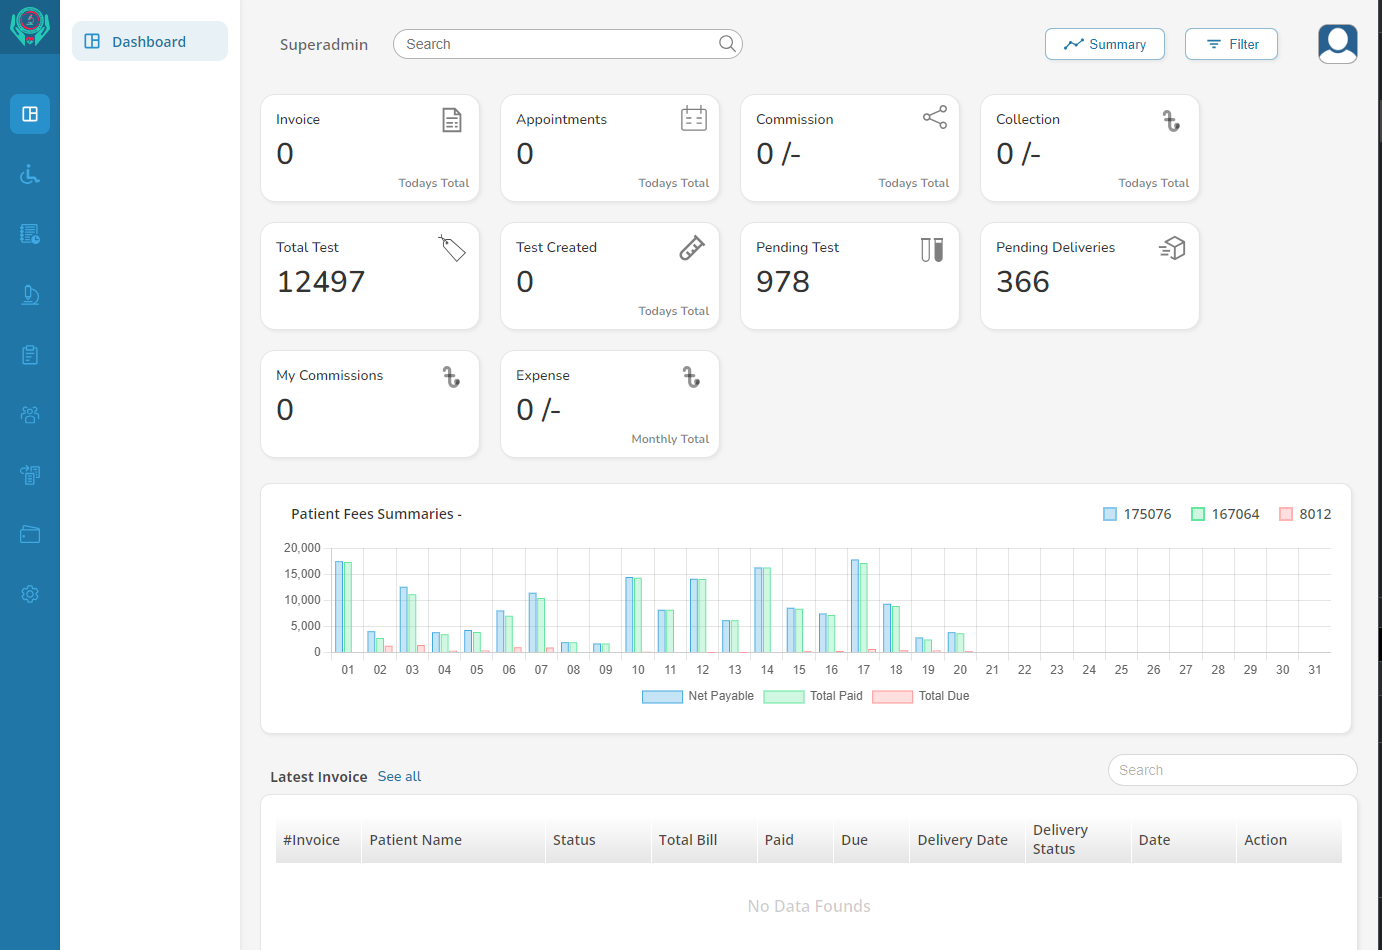 Dashboard
Superadmin
Search
Summary
Filter
Invoice
0
Todays Total
Appointments
0
Todays Total
Commission
0 /-
Todays Total
Collection
0 /-
Todays Total
Total Test
12497
Test Created
0
Todays Total
Pending Test
978
Pending Deliveries
366
My Commissions
0
Expense
0 /-
Monthly Total
Patient Fees Summaries -
175076 167064 8012
20,000
15,000
10,000
5,000
0
01 02 03 04 05 06 07 08 09 10 11 12 13 14 15 16 17 18 19 20 21 22 23 24 25 26 27 28 29 30 31
Net Payable Total Paid Total Due
Latest Invoice See all
Search
#Invoice Patient Name Status Total Bill Paid Due Delivery Date Delivery Status Date Action
No Data Founds